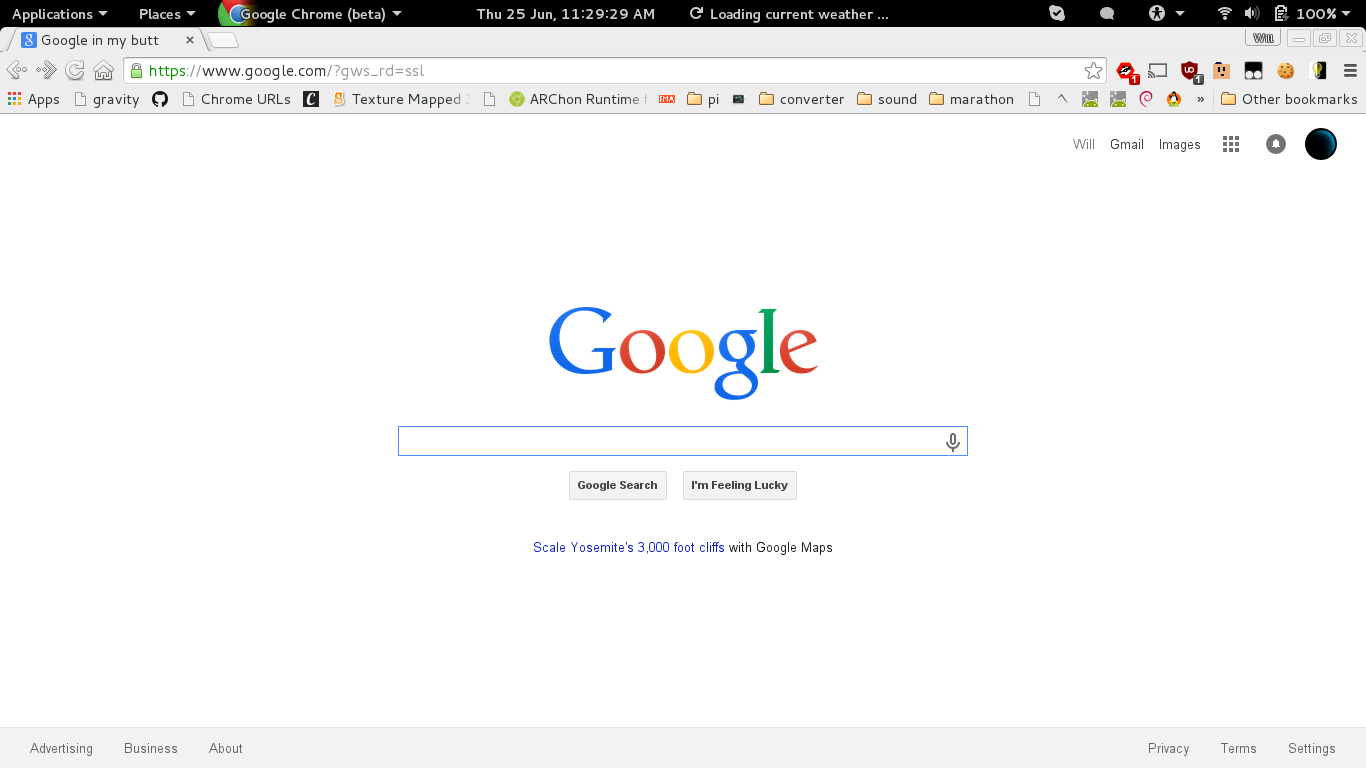 Applications Places Google Chrome (beta) Thu 25 Jun, 11:29:29 AM Loading current weather ... 100%
Google in my butt Will
https://www.google.com/?gws_rd=ssl 1 1
Apps gravity Chrome URLs Texture Mapped ARChon Runtime pi converter sound marathon » Other bookmarks
Will Gmail Images
Google
Google Search I'm Feeling Lucky
Scale Yosemite's 3,000 foot cliffs with Google Maps
Advertising Business About Privacy Terms Settings